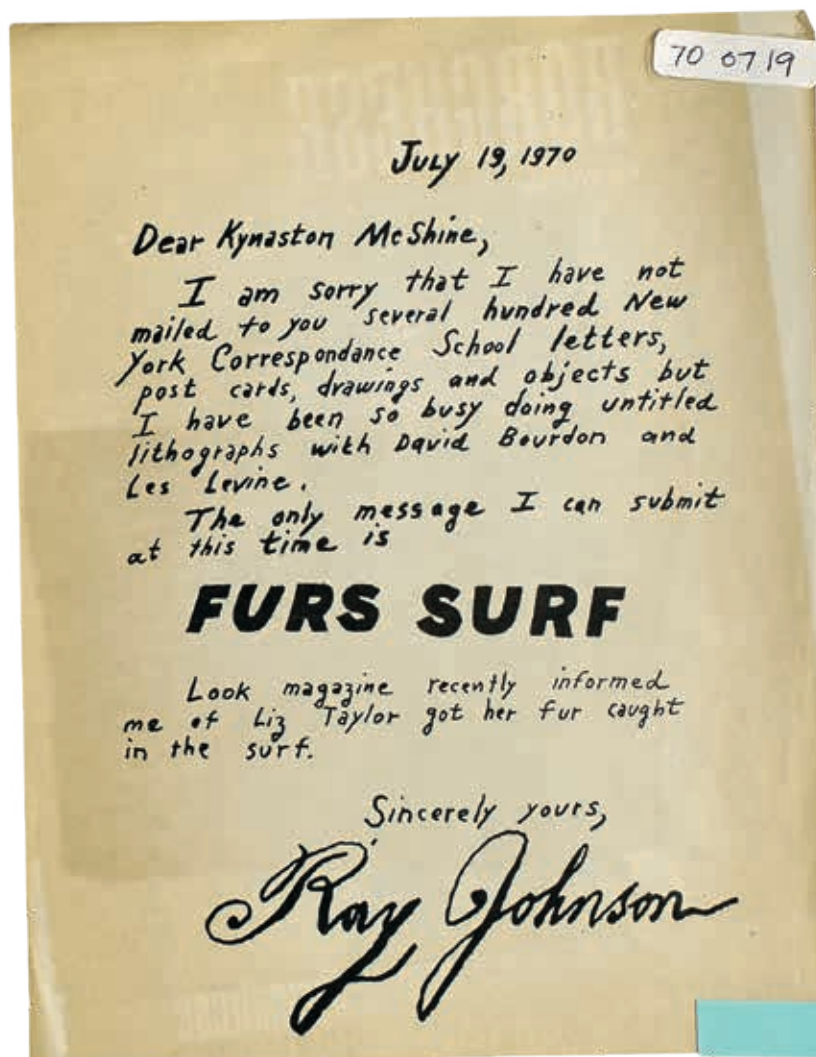 70 07 19
July 19, 1970
Dear Kynaston McShine,
I am sorry that I have not
mailed to you several hundred New
York Correspondance School letters,
post cards, drawings and objects but
I have been so busy doing untitled
lithographs with David Bourdon and
Les Levine.
The only message I can submit
at this time is
FURS SURF
Look magazine recently informed
me of Liz Taylor got her fur caught
in the surf.
Sincerely yours,
Ray Johnson